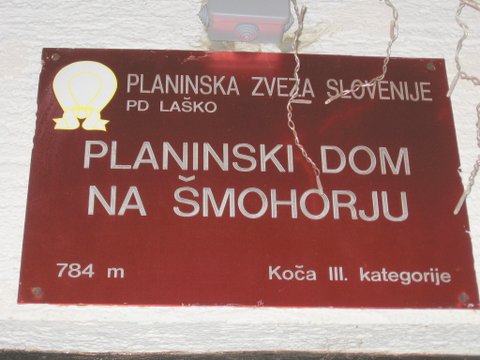 PLANINSKA ZVEZA SLOVENIJE
PD LAŠKO
PLANINSKI DOM
NA ŠMOHORJU
784 m
Koča III. kategorije